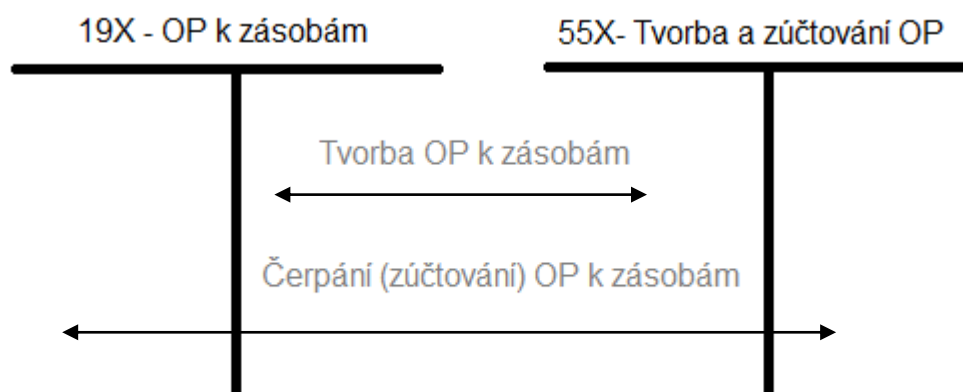 19X - OP k zásobám
55X- Tvorba a zúčtování OP
Tvorba OP k zásobám
Čerpání (zúčtování) OP k zásobám